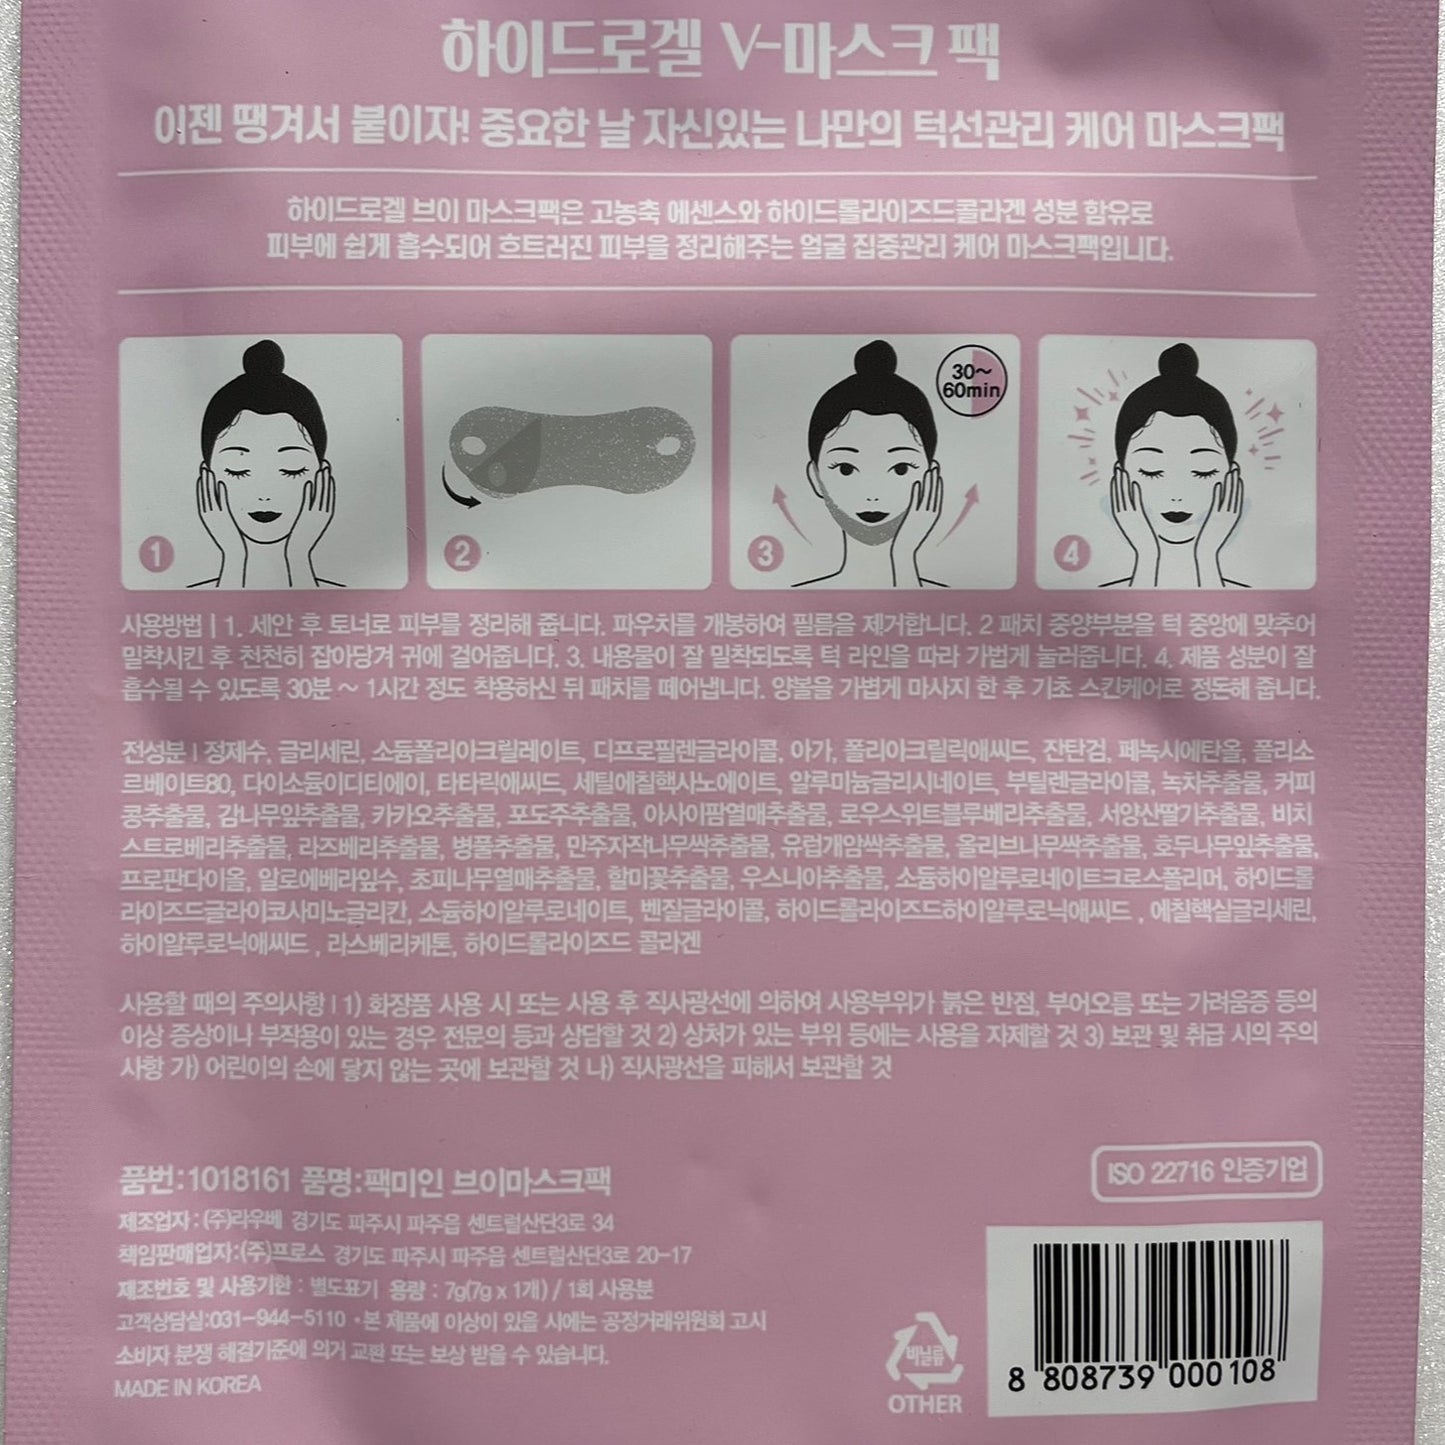 하이드로겔 V-마스크 팩
이젠 땡겨서 붙이자! 중요한 날 자신있는 나만의 턱선관리 케어 마스크팩
하이드로겔 브이 마스크팩은 고농축 에센스와 하이드롤라이즈드콜라겐 성분 함유로
피부에 쉽게 흡수되어 흐트러진 피부을 정리해주는 얼굴 집중관리 케어 마스크팩입니다.
1
2
30~
60min
3
4
사용방법 | 1. 세안 후 토너로 피부를 정리해 줍니다. 파우치를 개봉하여 필름을 제거합니다. 2 패치 중앙부분을 턱 중앙에 맞추어
밀착시킨 후 천천히 잡아당겨 귀에 걸어줍니다. 3. 내용물이 잘 밀착되도록 턱 라인을 따라 가볍게 눌러줍니다. 4. 제품 성분이 잘
흡수될 수 있도록 30분 ~ 1시간 정도 착용하신 뒤 패치를 떼어냅니다. 양볼을 가볍게 마사지 한 후 기초 스킨케어로 정돈해 줍니다.
전성분 | 정제수, 글리세린, 소듐폴리아크릴레이트, 디프로필렌글라이콜, 아가, 폴리아크릴릭애씨드, 잔탄검, 페녹시에탄올, 폴리소
르베이트80, 다이소듐이디티에이, 타타릭애씨드, 세틸에칠헥사노에이트, 알루미늄글리시네이트, 부틸렌글라이콜, 녹차추출물, 커피
콩추출물, 감나무잎추출물, 카카오추출물, 포도주추출물, 아사이팜열매추출물, 로우스위트블루베리추출물, 서양산딸기추출물, 비치
스트로베리추출물, 라즈베리추출물, 병풀추출물, 만주자작나무싹추출물, 유럽개암싹추출물, 올리브나무싹추출물, 호두나무잎추출물,
프로판다이올, 알로에베라잎수, 초피나무열매추출물, 할미꽃추출물, 우스니아추출물, 소듐하이알루로네이트크로스폴리머, 하이드롤
라이즈드글라이코사미노글리칸, 소듐하이알루로네이트, 벤질글라이콜, 하이드롤라이즈드하이알루로닉애씨드 , 에칠헥실글리세린,
하이알루로닉애씨드 , 라스베리케톤, 하이드롤라이즈드 콜라겐
사용할 때의 주의사항 | 1) 화장품 사용 시 또는 사용 후 직사광선에 의하여 사용부위가 붉은 반점, 부어오름 또는 가려움증 등의
이상 증상이나 부작용이 있는 경우 전문의 등과 상담할 것 2) 상처가 있는 부위 등에는 사용을 자제할 것 3) 보관 및 취급 시의 주의
사항 가) 어린이의 손에 닿지 않는 곳에 보관할 것 나) 직사광선을 피해서 보관할 것
품번:1018161 품명:팩미인 브이마스크팩
ISO 22716 인증기업
제조업자 : (주)라우베 경기도 파주시 파주읍 센트럴산단3로 34
책임판매업자:(주)프로스 경기도 파주시 파주읍 센트럴산단3로 20-17
제조번호 및 사용기한 : 별도표기 용량 : 7g(7g x 1개) / 1회 사용분
고객상담실:031-944-5110 • 본 제품에 이상이 있을 시에는 공정거래위원회 고시
소비자 분쟁 해결기준에 의거 교환 또는 보상 받을 수 있습니다.
MADE IN KOREA
비닐류
OTHER
8 808739 000108